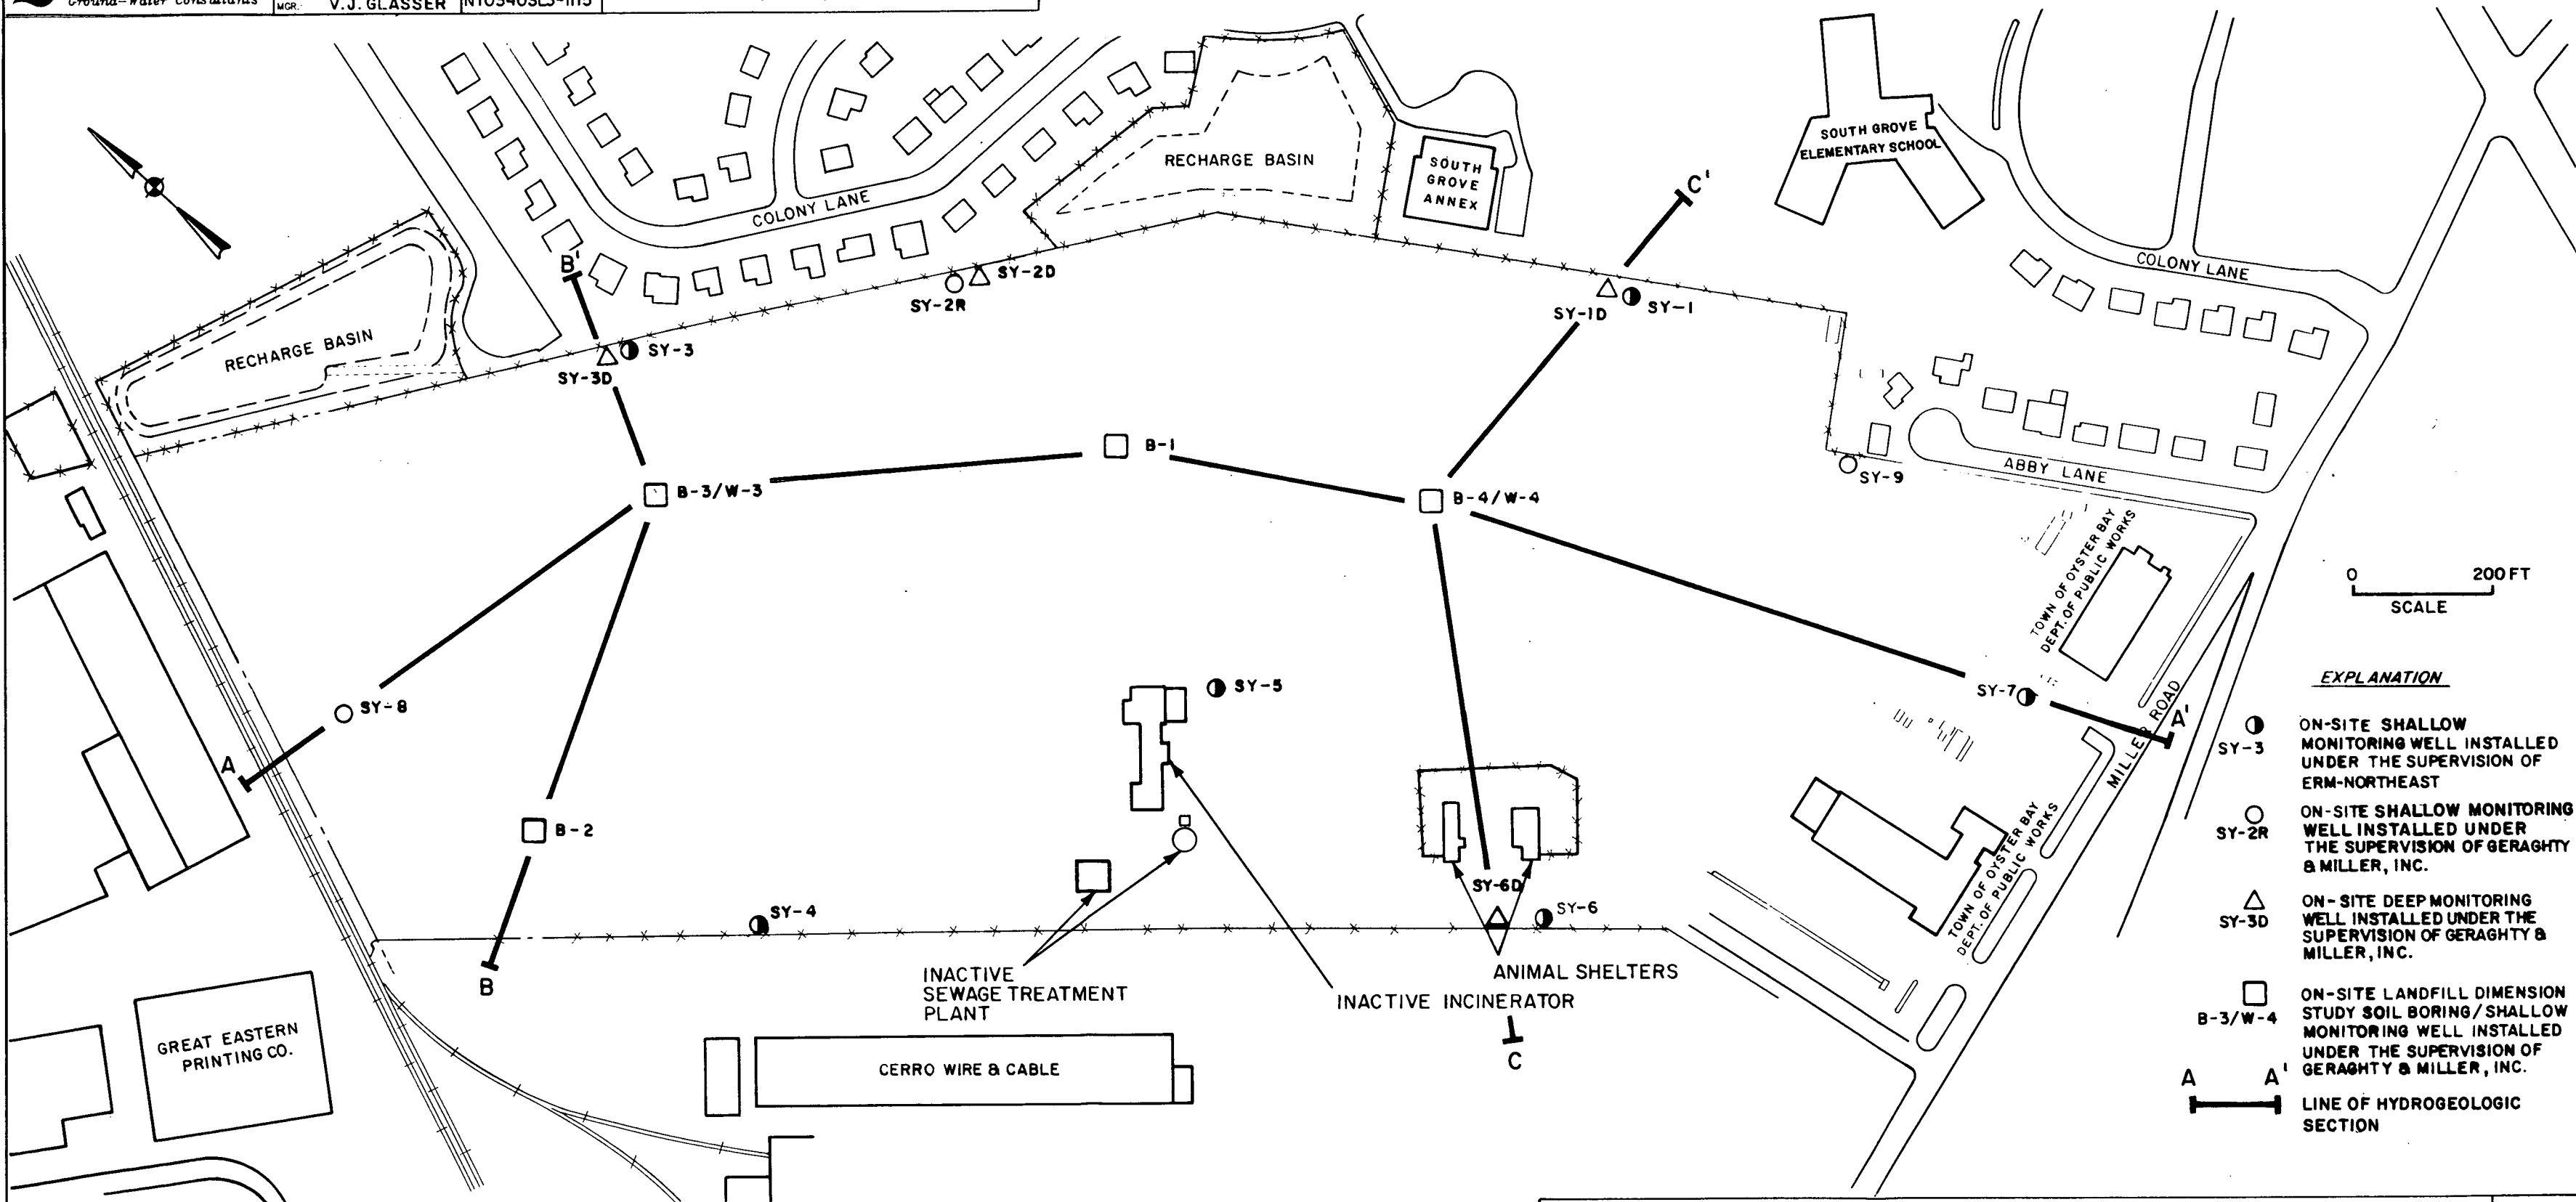 Ground-Water Consultants
MGR.
V.J. GLASSER
SOUTH GROVE
ELEMENTARY SCHOOL
RECHARGE BASIN
SOUTH
GROVE
ANNEX
C'
COLONY LANE
COLONY LANE
B'
SY-2D
SY-2R
SY-1D
SY-1
RECHARGE BASIN
SY-3
SY-3D
B-1
B-3/W-3
B-4/W-4
SY-9
ABBY LANE
TOWN OF OYSTER BAY
DEPT. OF PUBLIC WORKS
0 200 FT
SCALE
SY-5
SY-8
SY-7
A
A'
MILLER ROAD
B-2
TOWN OF OYSTER BAY
DEPT. OF PUBLIC WORKS
SY-6D
SY-4
SY-6
B
INACTIVE
SEWAGE TREATMENT
PLANT
ANIMAL SHELTERS
INACTIVE INCINERATOR
C
GREAT EASTERN
PRINTING CO.
CERRO WIRE & CABLE
EXPLANATION
SY-3
ON-SITE SHALLOW
MONITORING WELL INSTALLED
UNDER THE SUPERVISION OF
ERM-NORTHEAST
SY-2R
ON-SITE SHALLOW MONITORING
WELL INSTALLED UNDER
THE SUPERVISION OF GERAGHTY
& MILLER, INC.
SY-3D
ON-SITE DEEP MONITORING
WELL INSTALLED UNDER THE
SUPERVISION OF GERAGHTY &
MILLER, INC.
B-3/W-4
ON-SITE LANDFILL DIMENSION
STUDY SOIL BORING/SHALLOW
MONITORING WELL INSTALLED
UNDER THE SUPERVISION OF
GERAGHTY & MILLER, INC.
A A'
LINE OF HYDROGEOLOGIC
SECTION